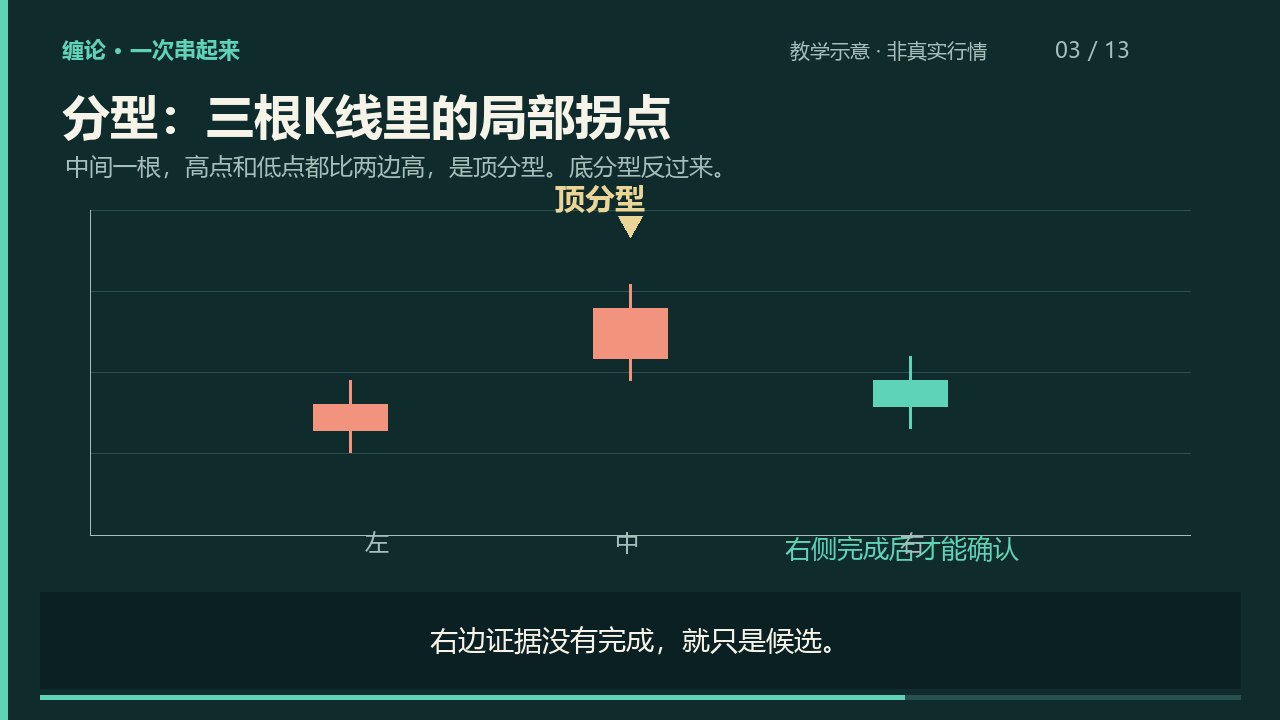 缠论·一次串起来
教学示意·非真实行情
03 / 13
分型：三根K线里的局部拐点
中间一根，高点和低点都比两边高，是顶分型。底分型反过来。
顶分型
左
中
右
右侧完成后才能确认
右边证据没有完成，就只是候选。